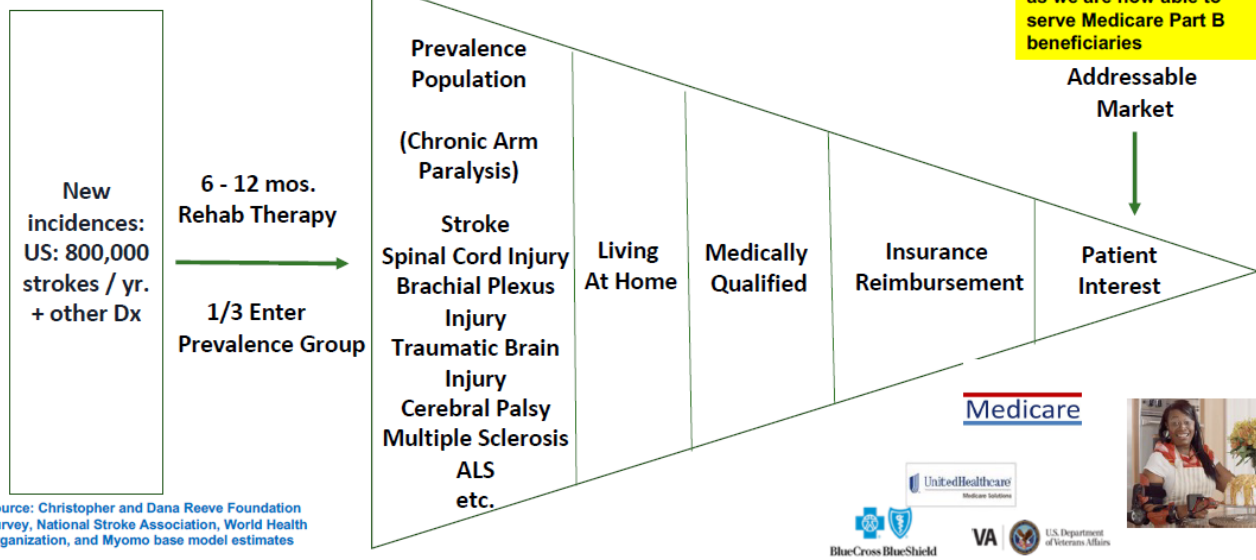 serve Medicare Part B
beneficiaries
Addressable
Market
New
incidences:
US: 800,000
strokes / yr.
+ other Dx
6 - 12 mos.
Rehab Therapy
1/3 Enter
Prevalence Group
Prevalence
Population
(Chronic Arm
Paralysis)
Stroke
Spinal Cord Injury
Brachial Plexus
Injury
Traumatic Brain
Injury
Cerebral Palsy
Multiple Sclerosis
ALS
etc.
Living
At Home
Medically
Qualified
Insurance
Reimbursement
Patient
Interest
Medicare
UnitedHealthcare
Medicare Solutions
BlueCross BlueShield
VA
U.S. Department
of Veterans Affairs
Christopher and Dana Reeve Foundation
National Stroke Association, World Health
and Myomo base model estimates